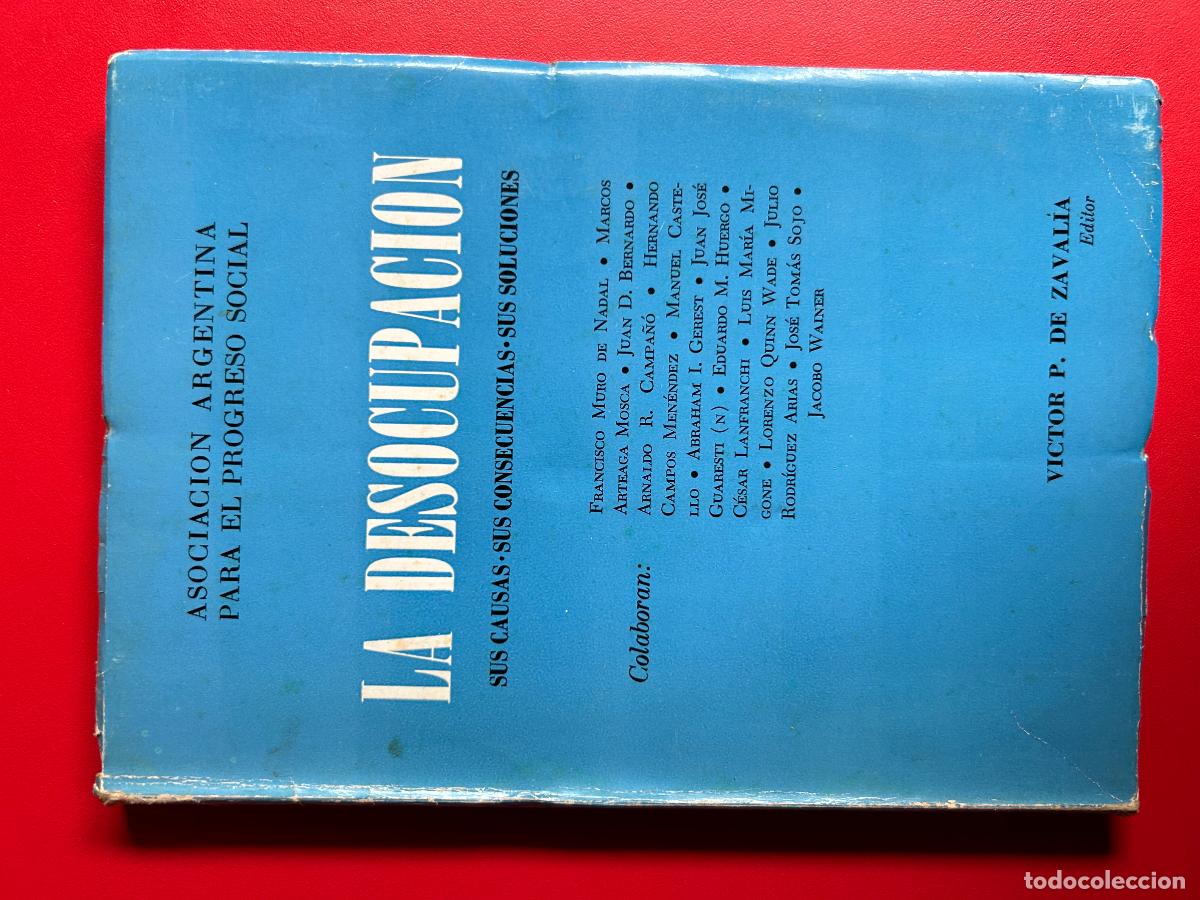 ASOCIACION ARGENTINA
PARA EL PROGRESO SOCIAL
LA DESOCUPACION
SUS CAUSAS · SUS CONSECUENCIAS · SUS SOLUCIONES
Colaboran:
FRANCISCO MURO DE NADAL • MARCOS
ARTEAGA MOSCA • JUAN D. BERNARDO •
ARNALDO R. CAMPAÑÓ • HERNANDO
CAMPOS MENÉNDEZ • MANUEL CASTE-
LLO • ABRAHAM I. GEREST • JUAN JOSÉ
GUARESTI (N) • EDUARDO M. HUERGO •
CÉSAR LANFRANCHI • LUIS MARÍA MI-
GONE • LORENZO QUINN WADE • JULIO
RODRÍGUEZ ARIAS • JOSÉ TOMÁS SOJO •
JACOBO WAINER
VICTOR P. DE ZAVALÍA
Editor
todocoleccion